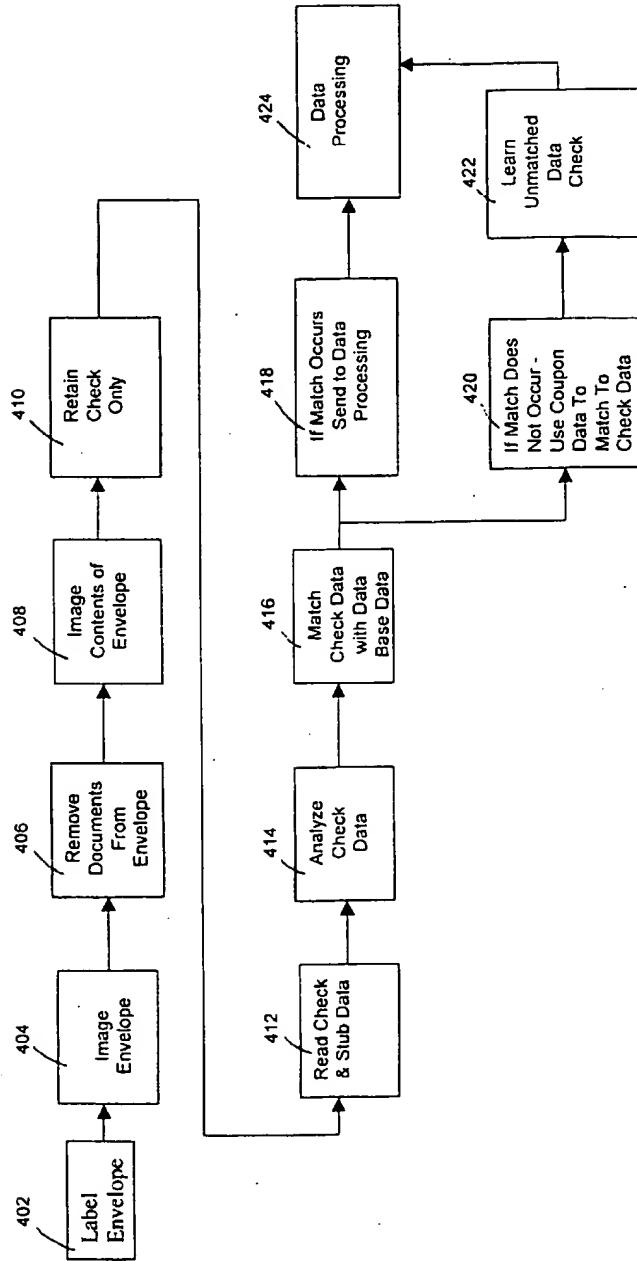 402
Label
Envelope
404
Image
Envelope
406
Remove
Documents
From
Envelope
408
Image
Contents of
Envelope
410
Retain
Check
Only
412
Read Check
& Stub Data
414
Analyze
Check
Data
416
Match
Check Data
with Data
Base Data
418
If Match Occurs
Send to Data
Processing
420
If Match Does
Not Occur -
Use Coupon
Data To
Match To
Check Data
422
Learn
Unmatched
Data
Check
424
Data
Processing